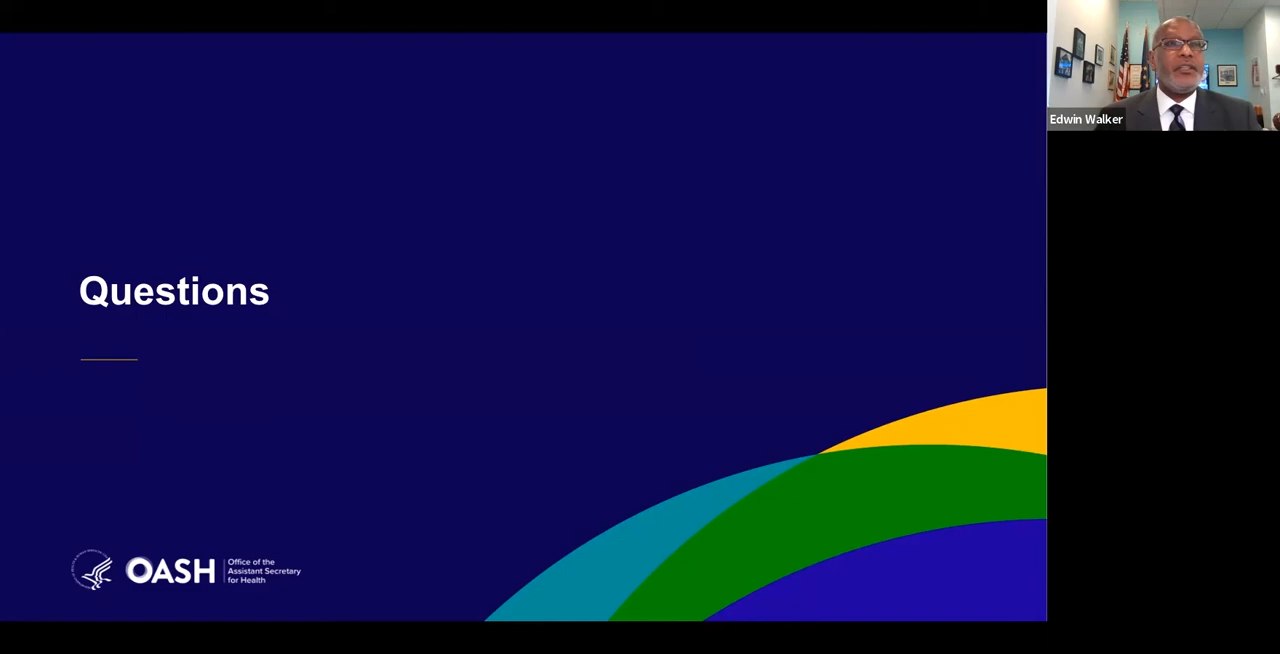 Edwin Walker
Questions
OASH
Office of the
Assistant Secretary
for Health